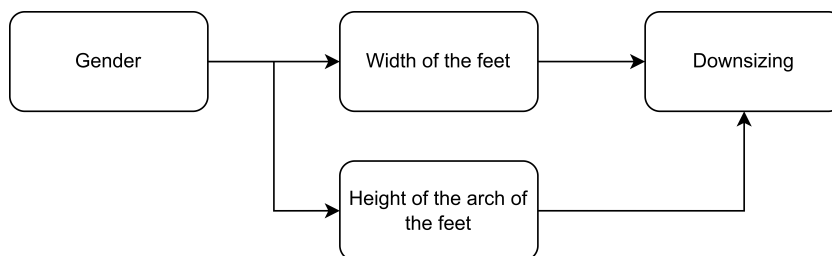 Gender
Width of the feet
Downsizing
Height of the arch of
the feet